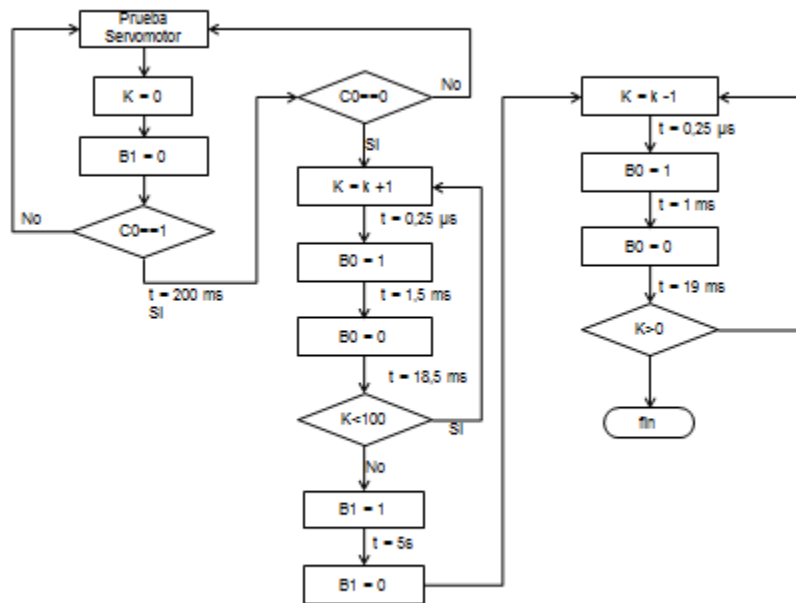 Prueba
Servomotor
K = 0
B1 = 0
C0==1
No
t = 200 ms
SI
C0==0
No
SI
K = k +1
t = 0,25 µs
B0 = 1
t = 1,5 ms
B0 = 0
t = 18,5 ms
K<100
SI
No
B1 = 1
t = 5s
B1 = 0
K = k -1
t = 0,25 µs
B0 = 1
t = 1 ms
B0 = 0
t = 19 ms
K>0
fin